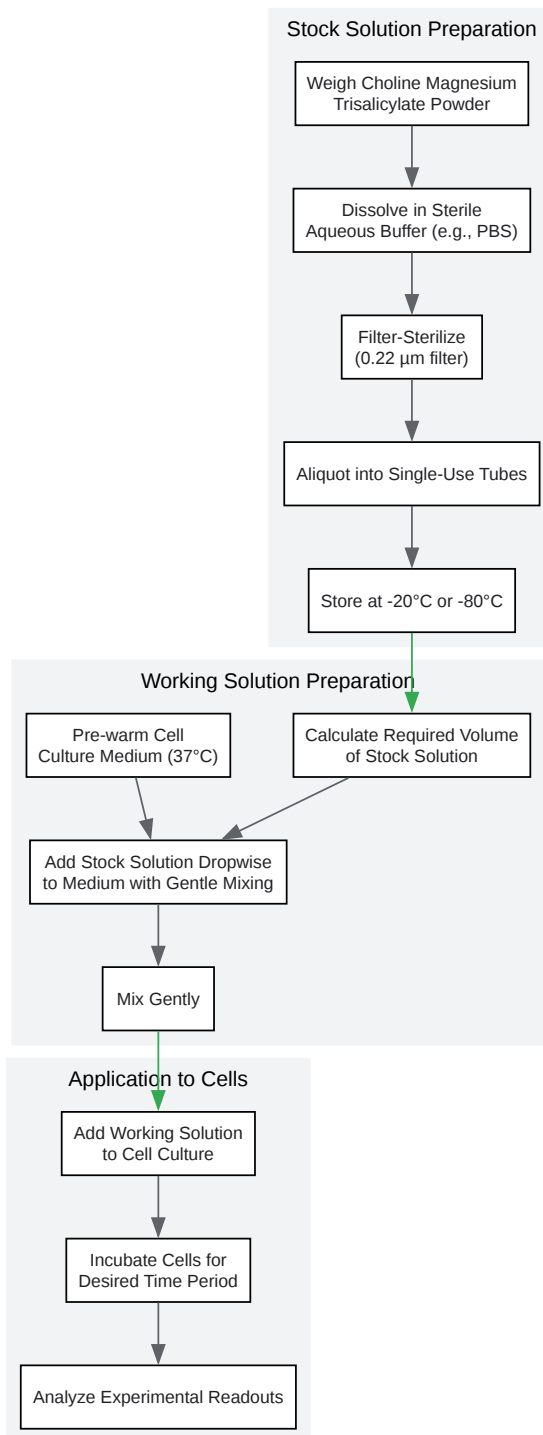 Stock Solution Preparation
Weigh Choline Magnesium
Trisalicylate Powder
Dissolve in Sterile
Aqueous Buffer (e.g., PBS)
Filter-Sterilize
(0.22 µm filter)
Aliquot into Single-Use Tubes
Store at -20°C or -80°C
Working Solution Preparation
Pre-warm Cell
Culture Medium (37°C)
Calculate Required Volume
of Stock Solution
Add Stock Solution Dropwise
to Medium with Gentle Mixing
Mix Gently
Application to Cells
Add Working Solution
to Cell Culture
Incubate Cells for
Desired Time Period
Analyze Experimental Readouts